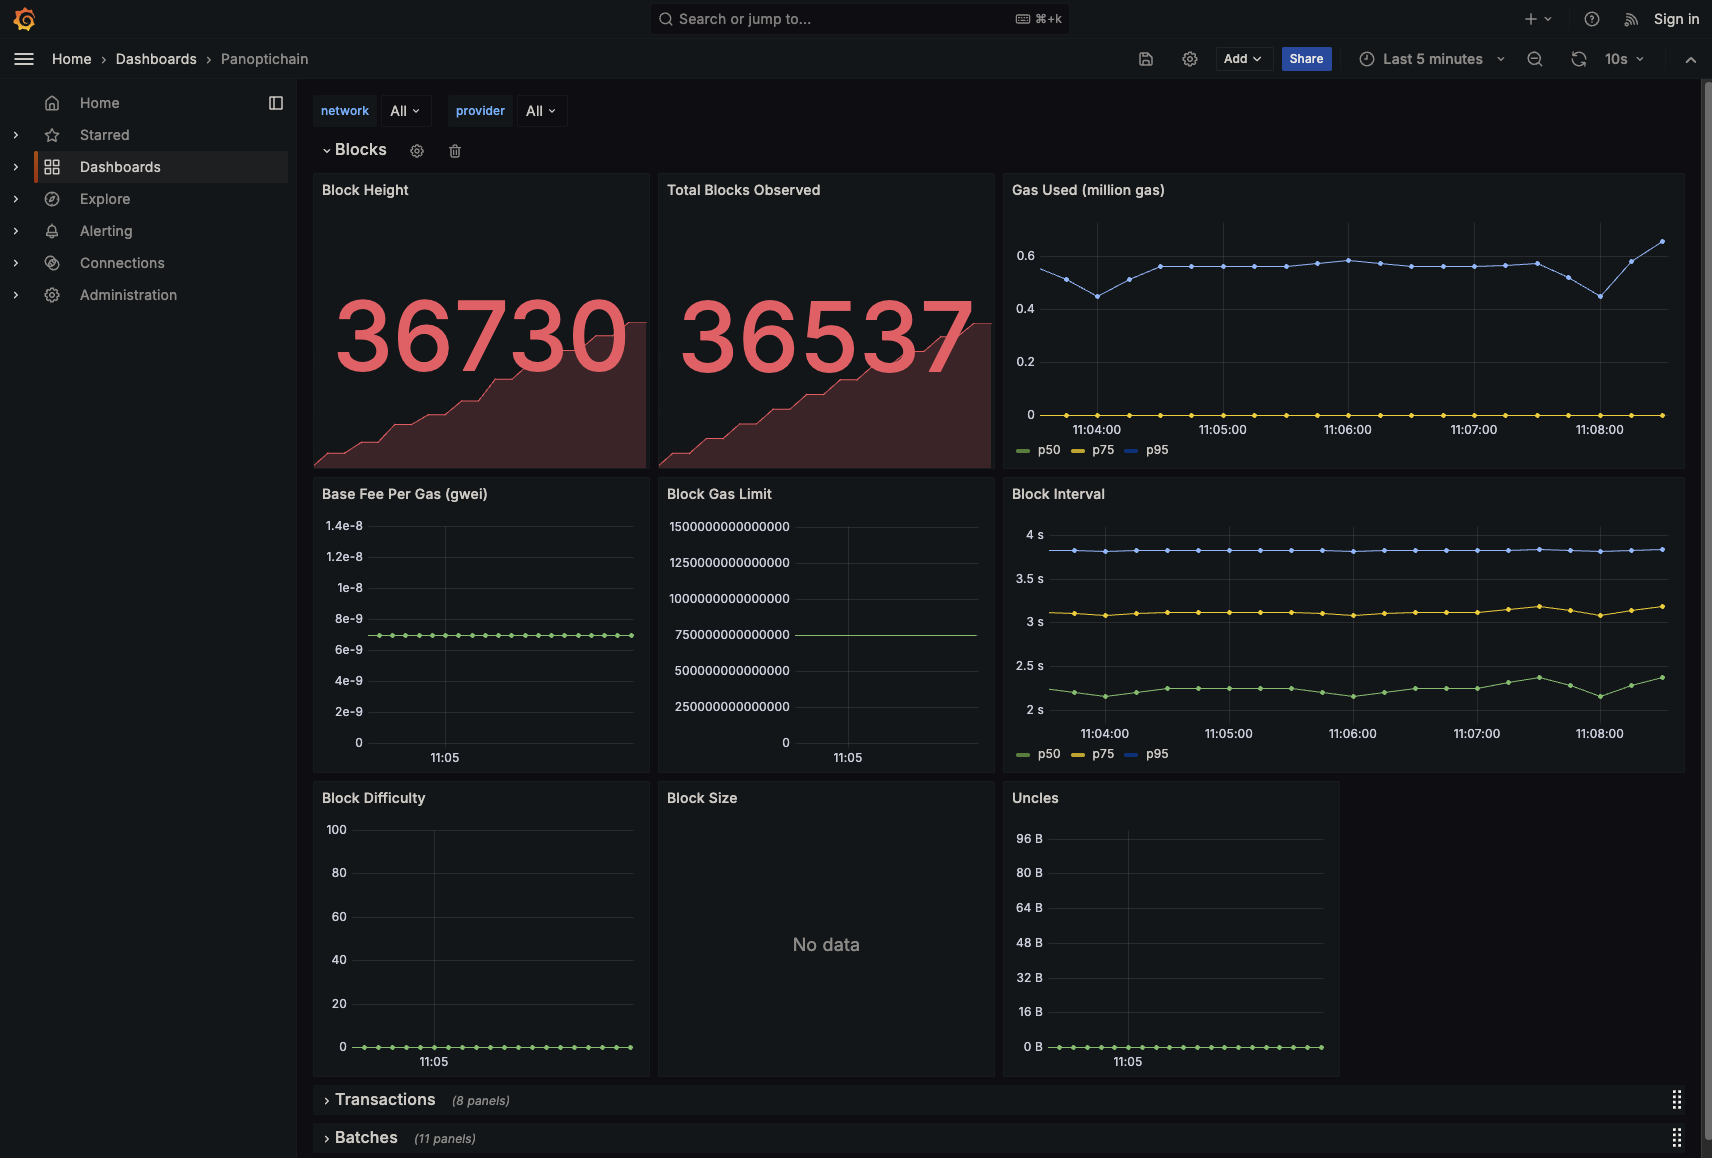 Search or jump to...
⌘+k
Sign in
Home › Dashboards › Panoptichain
Add
Share
Last 5 minutes
10s
Home
Starred
Dashboards
Explore
Alerting
Connections
Administration
network All provider All
Blocks
Block Height
36730
Total Blocks Observed
36537
Gas Used (million gas)
0.6
0.4
0.2
0
11:04:00 11:05:00 11:06:00 11:07:00 11:08:00
p50 p75 p95
Base Fee Per Gas (gwei)
1.4e-8
1.2e-8
1e-8
8e-9
6e-9
4e-9
2e-9
0
11:05
Block Gas Limit
1500000000000000
1250000000000000
1000000000000000
750000000000000
500000000000000
250000000000000
0
11:05
Block Interval
4 s
3.5 s
3 s
2.5 s
2 s
11:04:00 11:05:00 11:06:00 11:07:00 11:08:00
p50 p75 p95
Block Difficulty
100
80
60
40
20
0
11:05
Block Size
No data
Uncles
96 B
80 B
64 B
48 B
32 B
16 B
0 B
11:05
Transactions (8 panels)
Batches (11 panels)